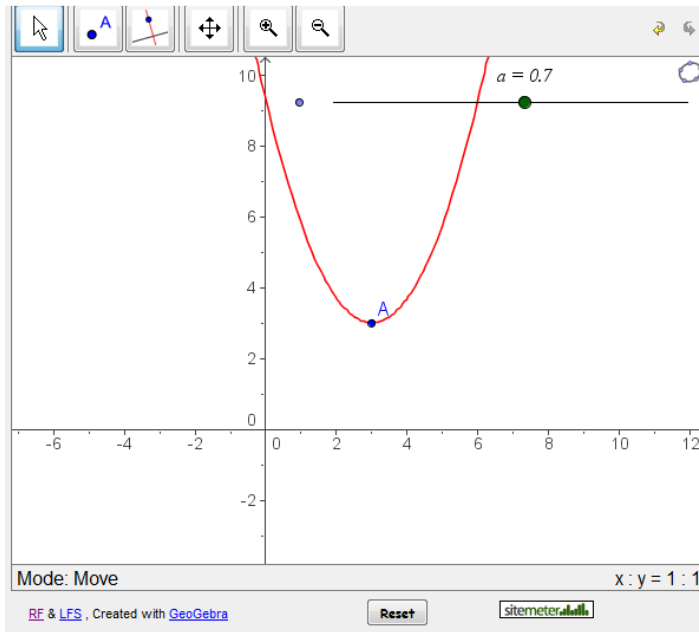 A
a = 0.7
10
8
6
4
A
2
0
-6 -4 -2 0 2 4 6 8 10 12
-2
Mode: Move x : y = 1 : 1
RF & LFS , Created with GeoGebra Reset sitemeter